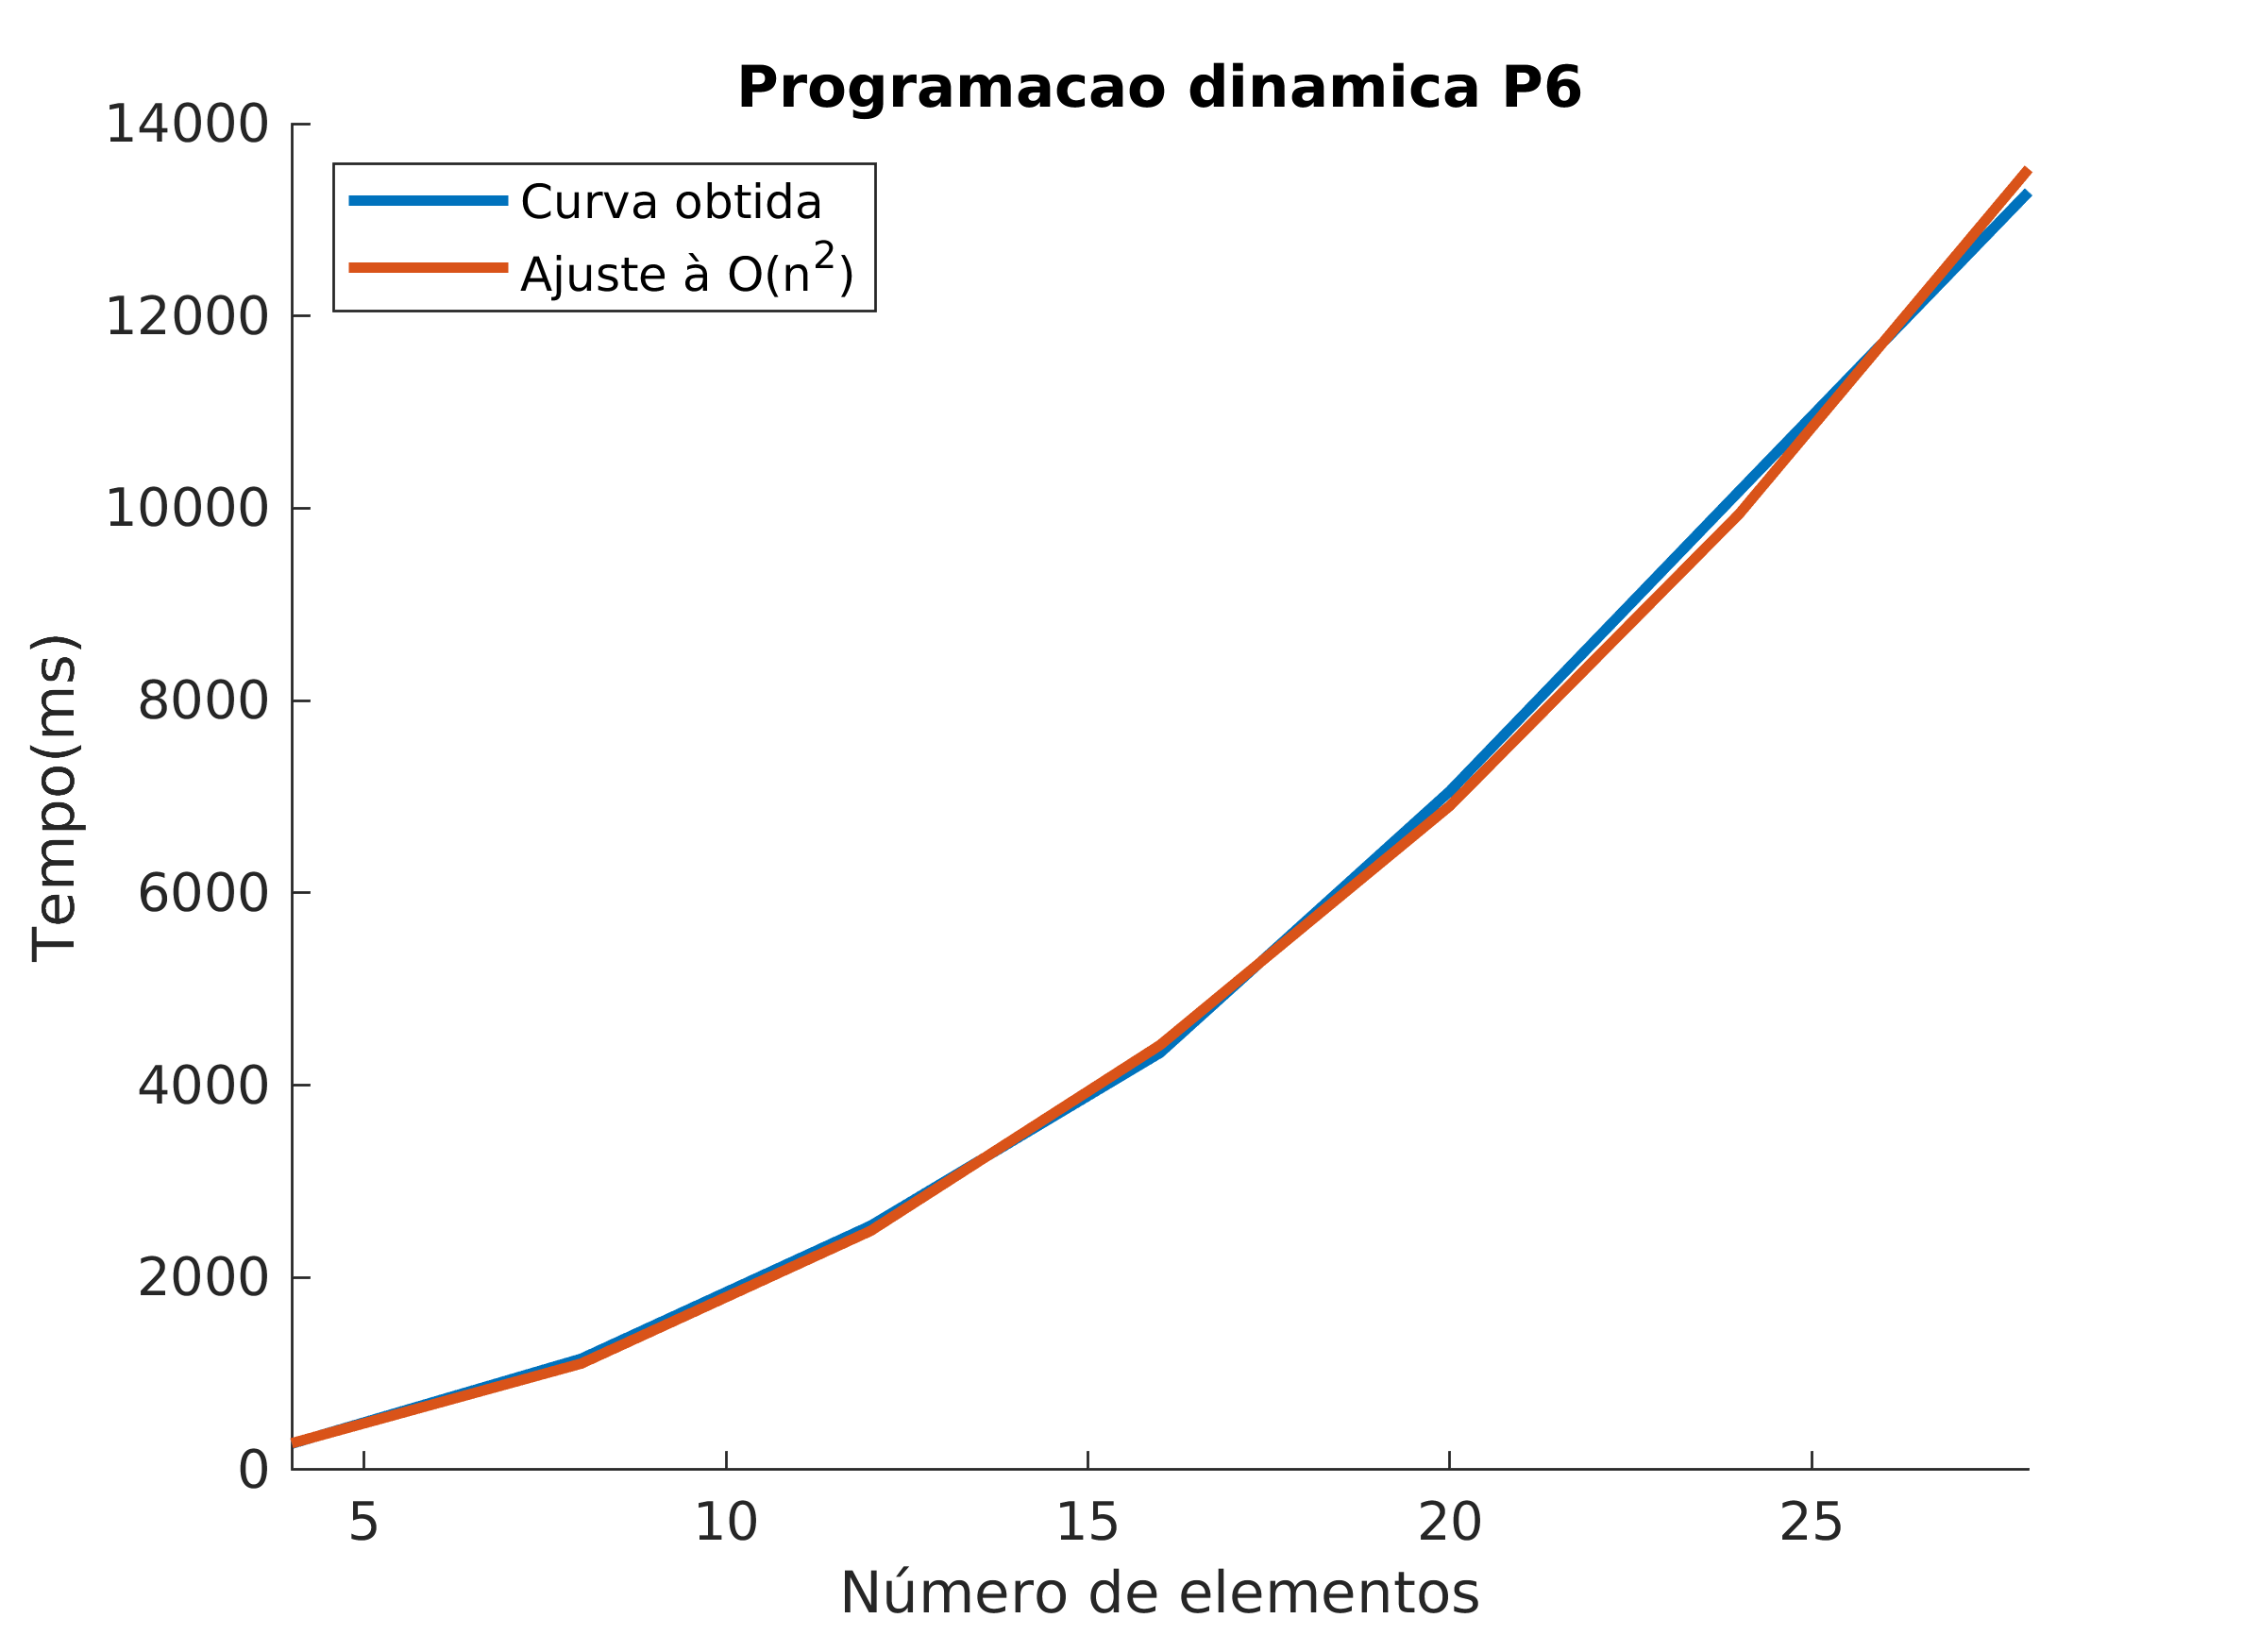 Programacao dinamica P6
14000
12000
10000
8000
6000
4000
2000
0
Tempo(ms)
Curva obtida
Ajuste à O(n²)
5 10 15 20 25
Número de elementos